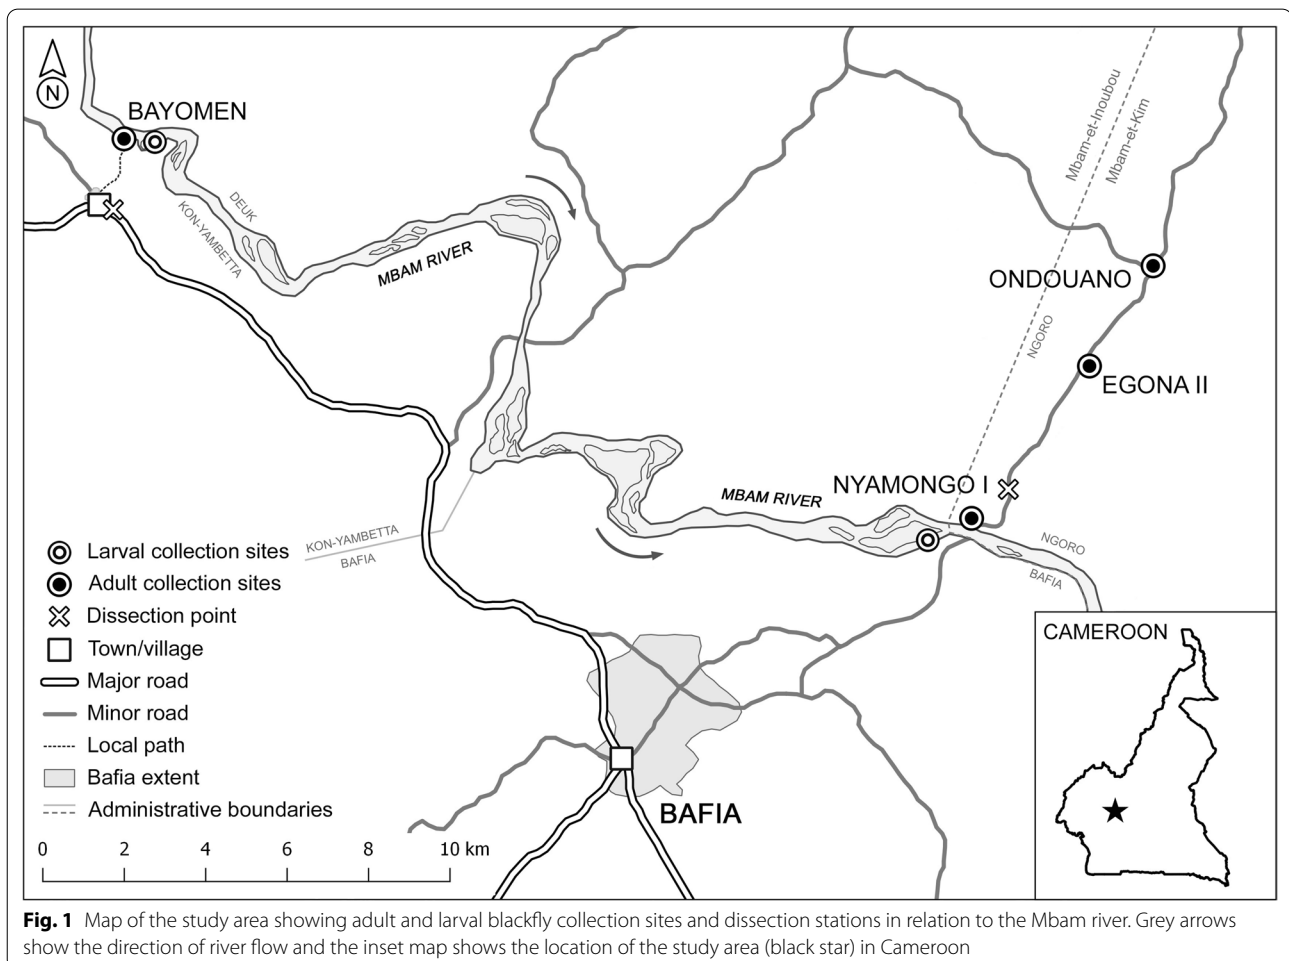 N
BAYOMEN
DEUK
KON-YAMBETTA
MBAM RIVER
Mbam-et-Inoubou
Mbam-et-Kim
ONDOUANO
NGORO
EGONA II
NYAMONGO I
MBAM RIVER
KON-YAMBETTA
BAFIA
NGORO
BAFIA
Larval collection sites
Adult collection sites
Dissection point
Town/village
Major road
Minor road
Local path
Bafia extent
Administrative boundaries
0 2 4 6 8 10 km
BAFIA
CAMEROON
Fig. 1 Map of the study area showing adult and larval blackfly collection sites and dissection stations in relation to the Mbam river. Grey arrows
show the direction of river flow and the inset map shows the location of the study area (black star) in Cameroon